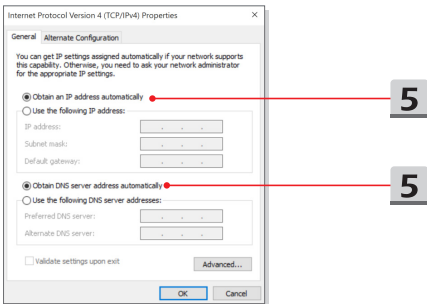 Internet Protocol Version 4 (TCP/IPv4) Properties
General Alternate Configuration
You can get IP settings assigned automatically if your network supports
this capability. Otherwise, you need to ask your network administrator
for the appropriate IP settings.
Obtain an IP address automatically
5
Use the following IP address:
IP address:
Subnet mask:
Default gateway:
Obtain DNS server address automatically
5
Use the following DNS server addresses:
Preferred DNS server:
Alternate DNS server:
Validate settings upon exit
Advanced...
OK Cancel